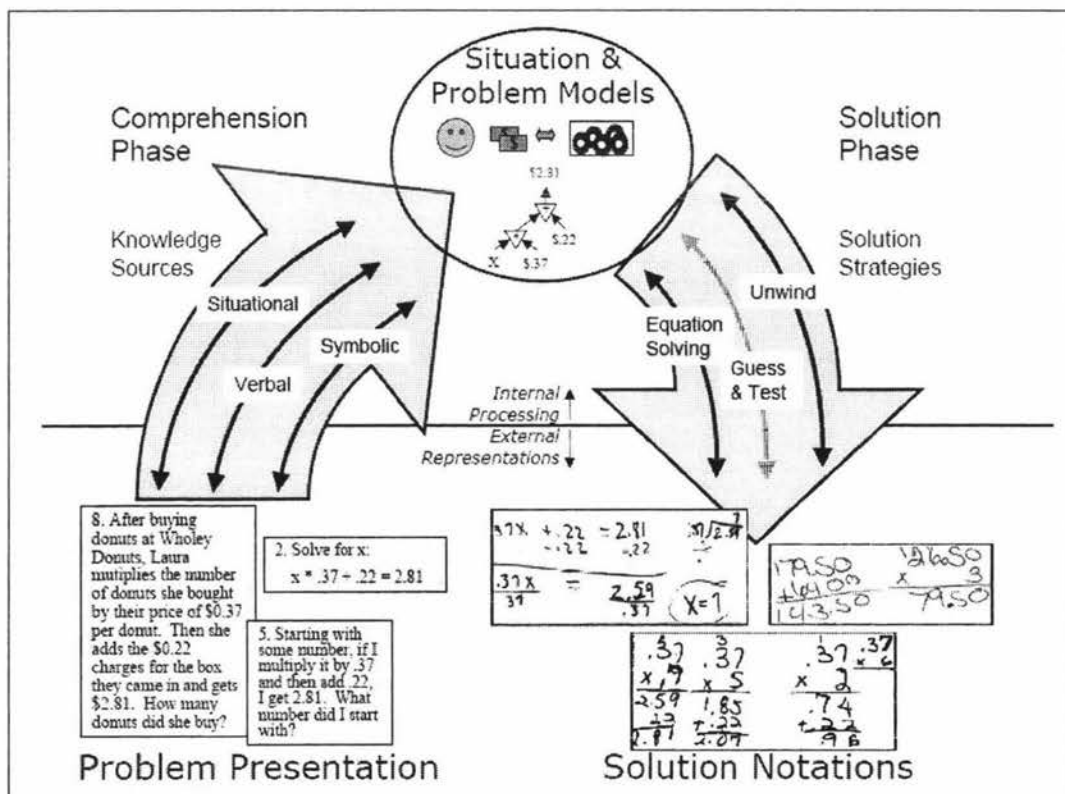 Situation &
Problem Models
$2.81
$.22
X
$.37
Comprehension
Phase
Knowledge
Sources
Situational
Verbal
Symbolic
Solution
Phase
Solution
Strategies
Unwind
Equation
Solving
Guess
& Test
Internal
Processing
External
Representations
8. After buying
donuts at Wholey
Donuts, Laura
mutiplies the number
of donuts she bought
by their price of $0.37
per donut. Then she
adds the $0.22
charges for the box
they came in and gets
$2.81. How many
donuts did she buy?
2. Solve for x:
x * .37 + .22 = 2.81
5. Starting with
some number, if I
multiply it by .37
and then add .22,
I get 2.81. What
number did I start
with?
.37x + .22 = 2.81
-.22 -.22
.37x = 2.59
.37 .37
X=7
126.50
x 3
79.50
143.50
.37 .37 .37 .37
x 5 x 2 x 6
2.59 1.85 .74
.22 +.22 +.22
2.81 2.07 .96
Problem Presentation
Solution Notations